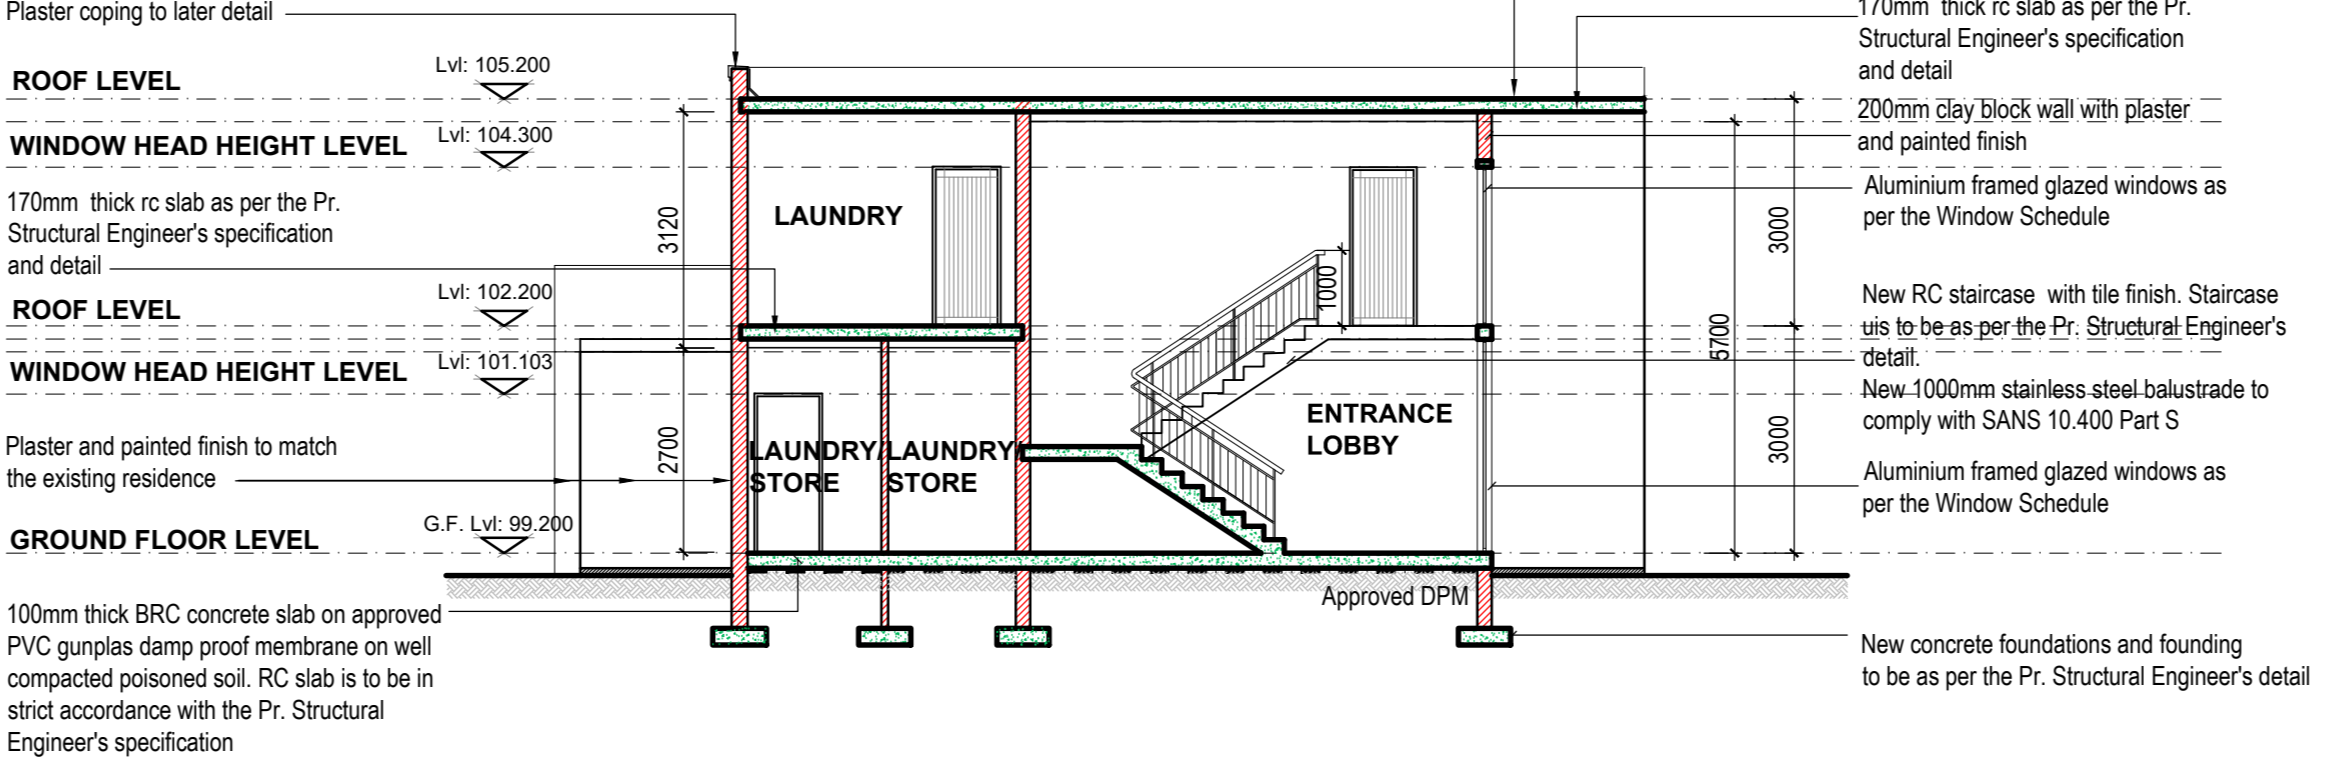 Plaster coping to later detail
170mm thick rc slab as per the Pr.
Structural Engineer's specification
and detail
ROOF LEVEL
Lvl: 105.200
200mm clay block wall with plaster
and painted finish
WINDOW HEAD HEIGHT LEVEL
Lvl: 104.300
170mm thick rc slab as per the Pr.
Structural Engineer's specification
and detail
3120
LAUNDRY
1000
3000
Aluminium framed glazed windows as
per the Window Schedule
ROOF LEVEL
Lvl: 102.200
New RC staircase with tile finish. Staircase
uis to be as per the Pr. Structural Engineer's
detail.
5700
WINDOW HEAD HEIGHT LEVEL
Lvl: 101.103
New 1000mm stainless steel balustrade to
comply with SANS 10.400 Part S
Plaster and painted finish to match
the existing residence
2700
LAUNDRY/
STORE
LAUNDRY/
STORE
ENTRANCE
LOBBY
3000
Aluminium framed glazed windows as
per the Window Schedule
GROUND FLOOR LEVEL
G.F. Lvl: 99.200
Approved DPM
100mm thick BRC concrete slab on approved
PVC gunplas damp proof membrane on well
compacted poisoned soil. RC slab is to be in
strict accordance with the Pr. Structural
Engineer's specification
New concrete foundations and founding
to be as per the Pr. Structural Engineer's detail